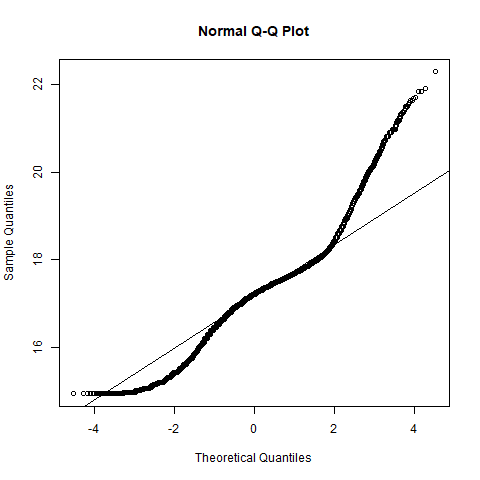 Normal Q-Q Plot
22
20
18
16
Sample Quantiles
-4 -2 0 2 4
Theoretical Quantiles